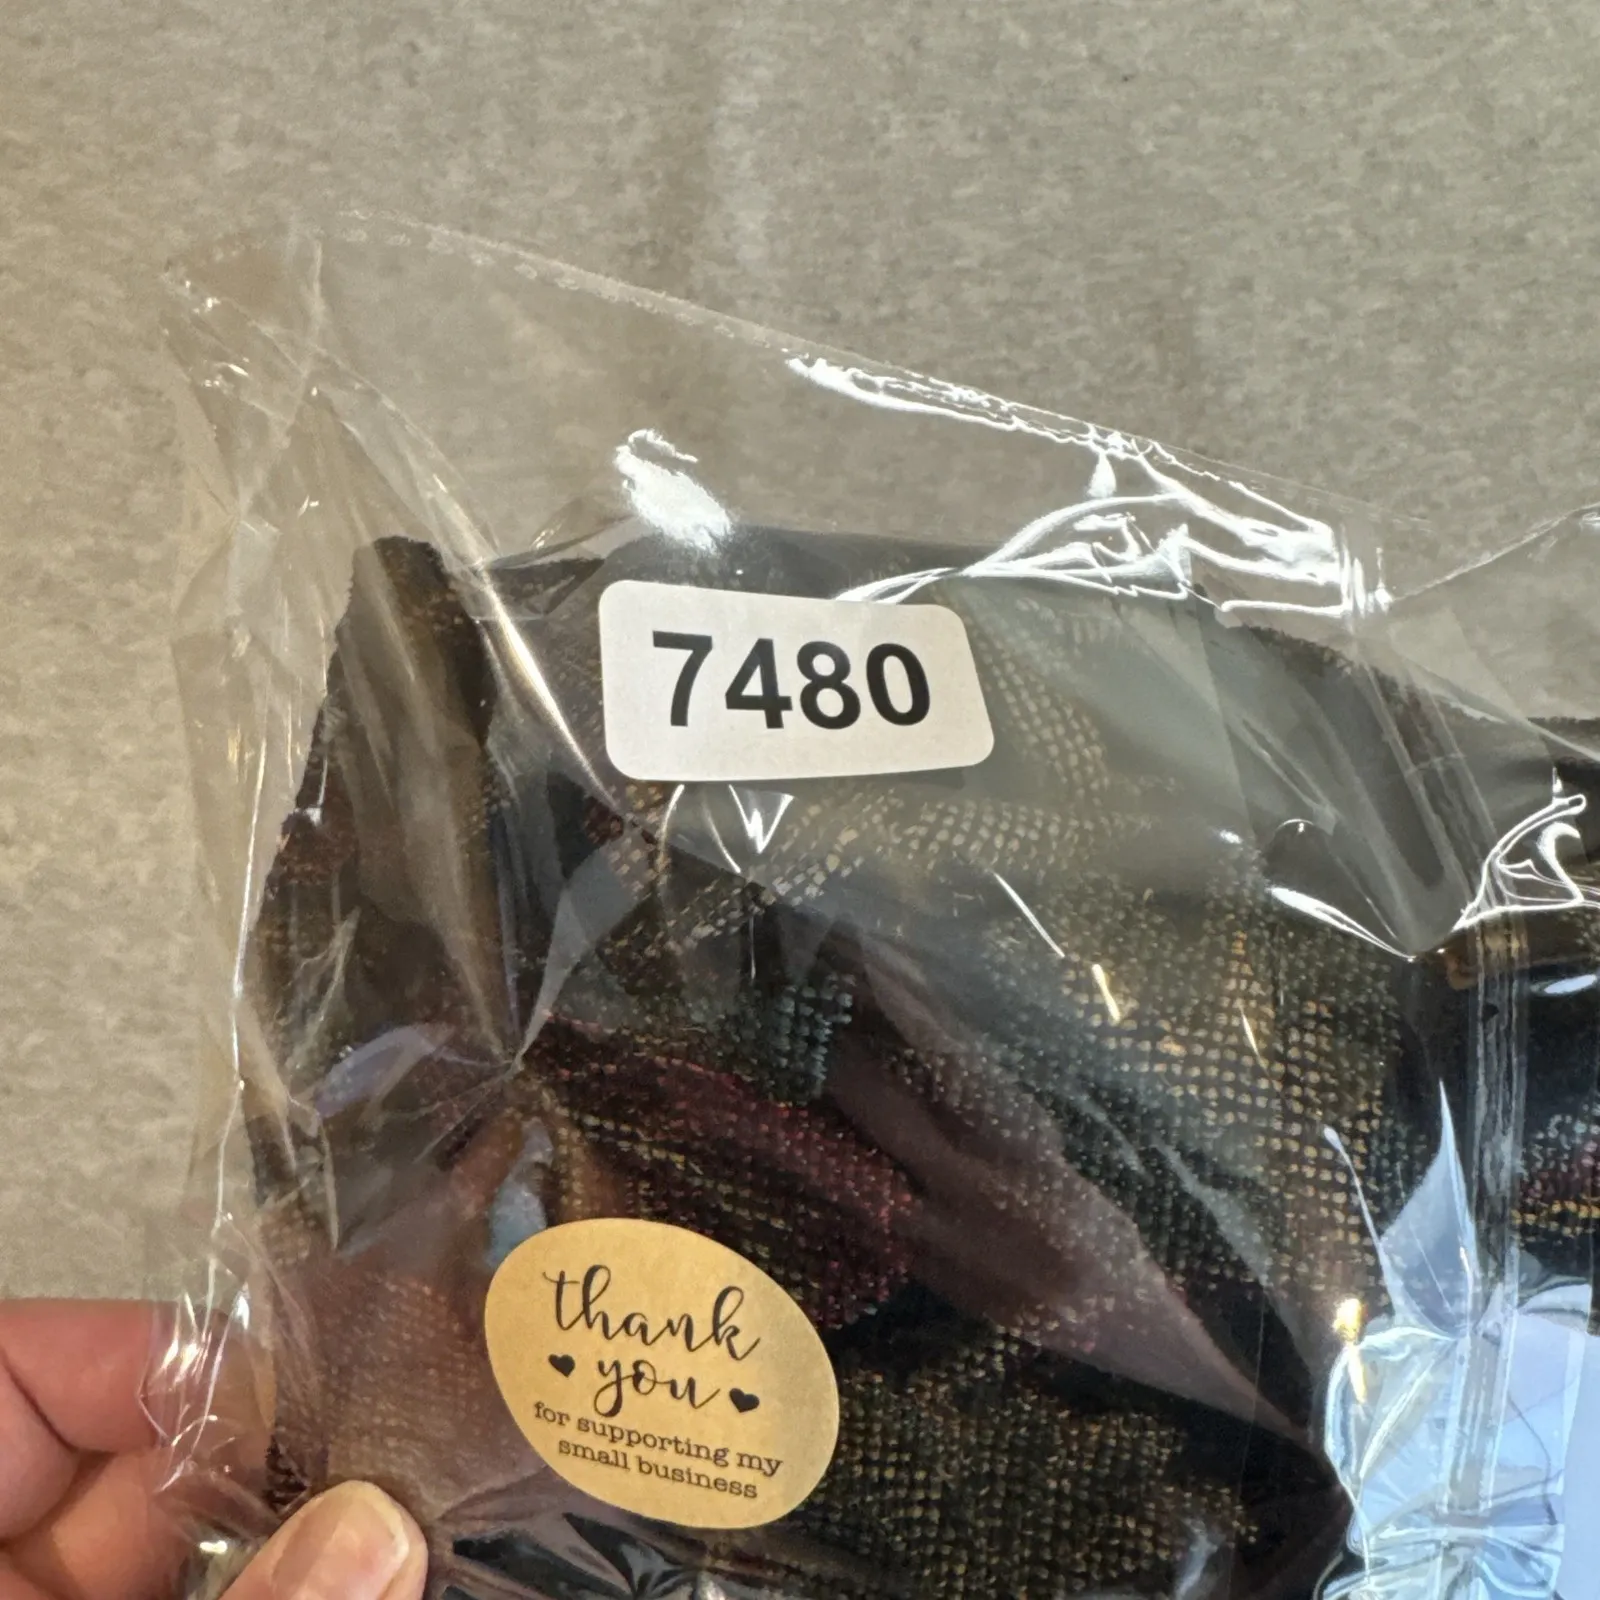 7480
thank
you
for supporting my
small business